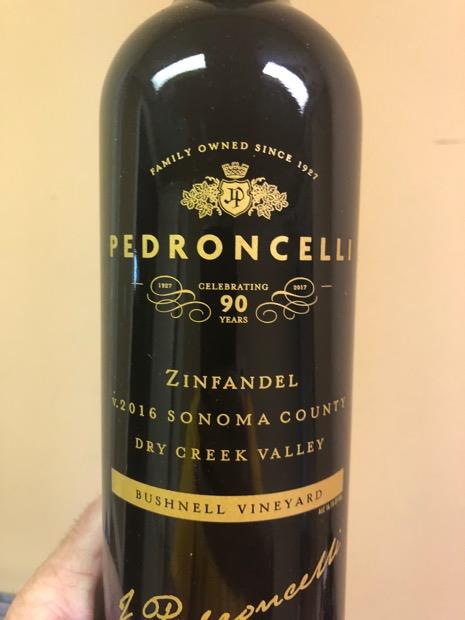 FAMILY OWNED SINCE 1927
JP
PEDRONCELLI
1927 CELEBRATING 2017
90
YEARS
ZINFANDEL
v.2016 SONOMA COUNTY
DRY CREEK VALLEY
BUSHNELL VINEYARD
J Pedroncelli